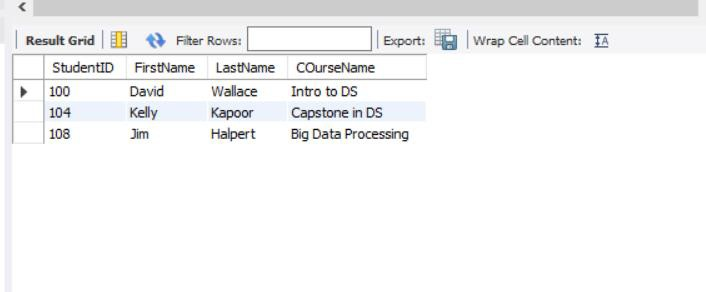 Result Grid Filter Rows: Export: Wrap Cell Content: IA
StudentID FirstName LastName COurseName
100 David Wallace Intro to DS
104 Kelly Kapoor Capstone in DS
108 Jim Halpert Big Data Processing